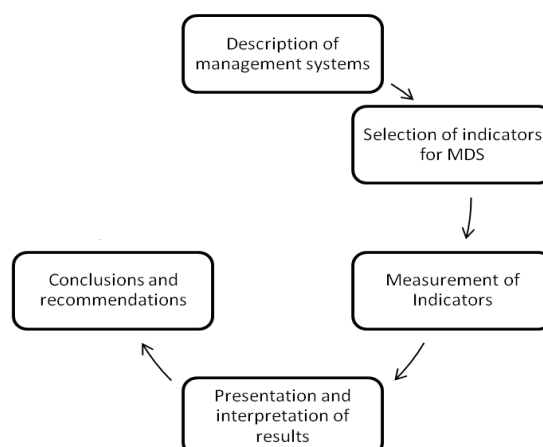 Description of
management systems
Selection of indicators
for MDS
Measurement of
Indicators
Presentation and
interpretation of
results
Conclusions and
recommendations